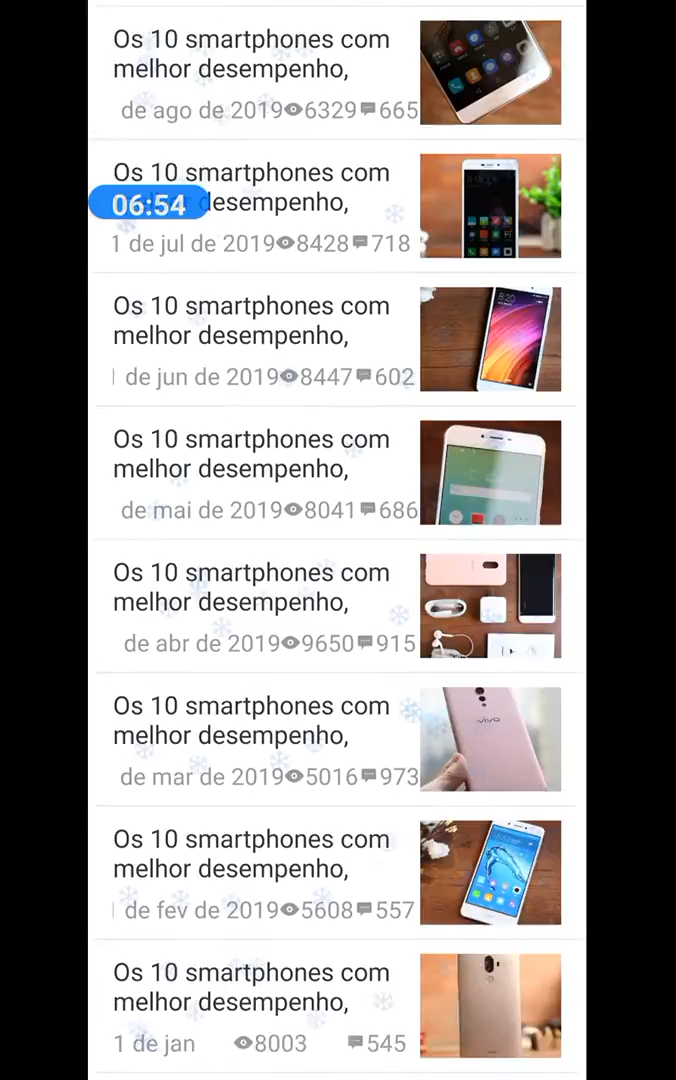 Os 10 smartphones com
melhor desempenho,
de ago de 2019 6329 665
Os 10 smartphones com
desempenho,
06:54
1 de jul de 2019 8428 718
Os 10 smartphones com
melhor desempenho,
de jun de 2019 8447 602
8:20
Os 10 smartphones com
melhor desempenho,
de mai de 2019 8041 686
Os 10 smartphones com
melhor desempenho,
de abr de 2019 9650 915
Os 10 smartphones com
melhor desempenho,
de mar de 2019 5016 973
vivo
Os 10 smartphones com
melhor desempenho,
de fev de 2019 5608 557
Os 10 smartphones com
melhor desempenho,
1 de jan 8003 545